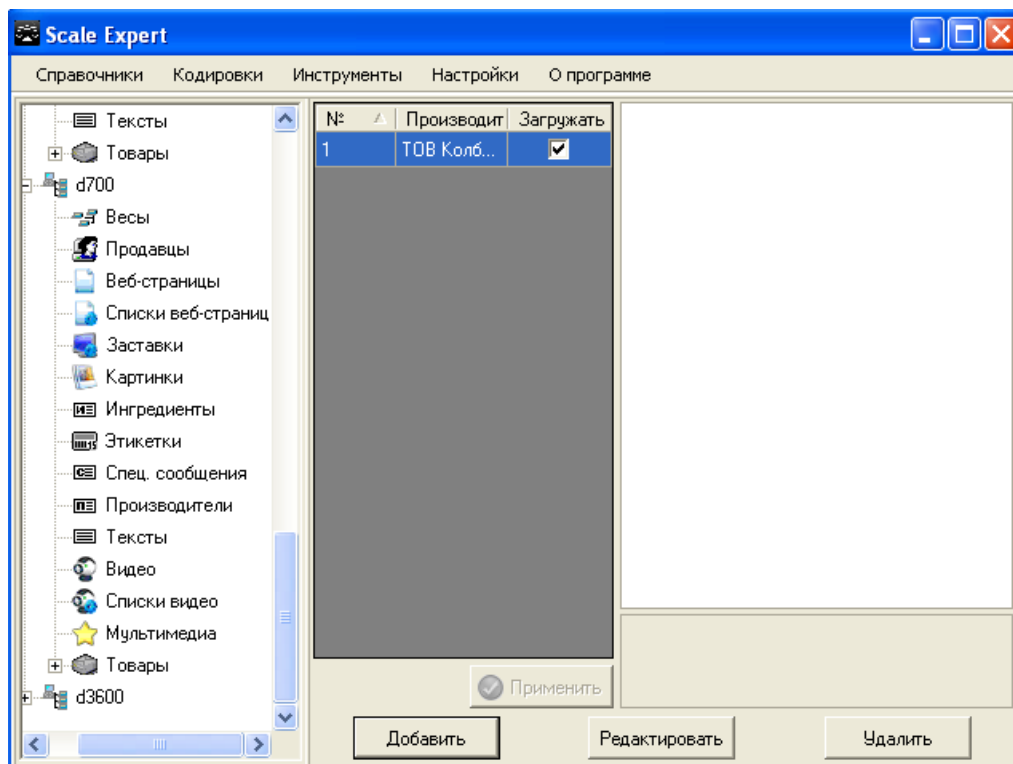 Scale Expert
Справочники Кодировки Инструменты Настройки О программе
Тексты
Товары
d700
Весы
Продавцы
Веб-страницы
Списки веб-страниц
Заставки
Картинки
Ингредиенты
Этикетки
Спец. сообщения
Производители
Тексты
Видео
Списки видео
Мультимедиа
Товары
d3600
№ Производит Загружать
1 ТОВ Колб...
Применить
Добавить Редактировать Удалить